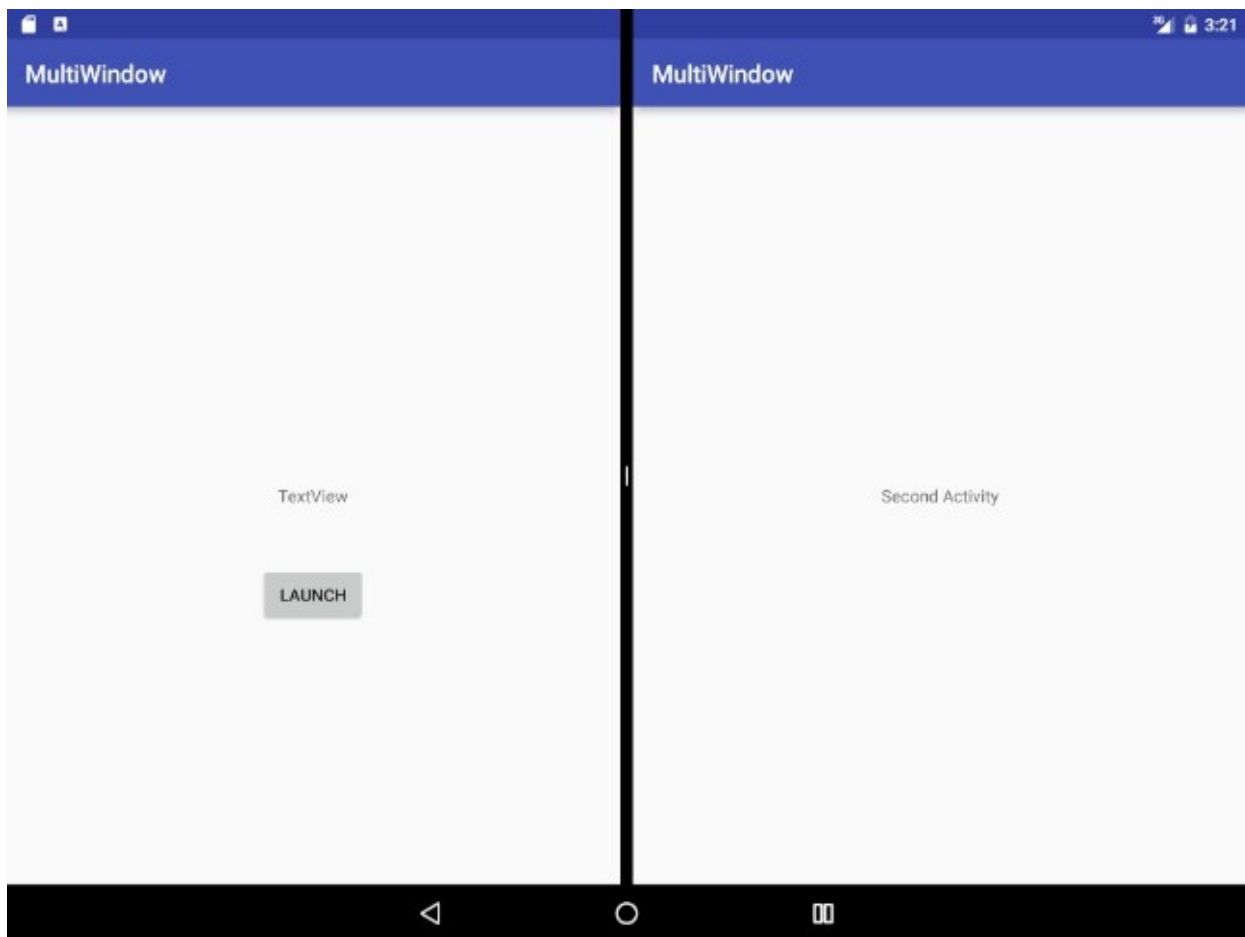 3:21
MultiWindow
MultiWindow
TextView
Second Activity
LAUNCH